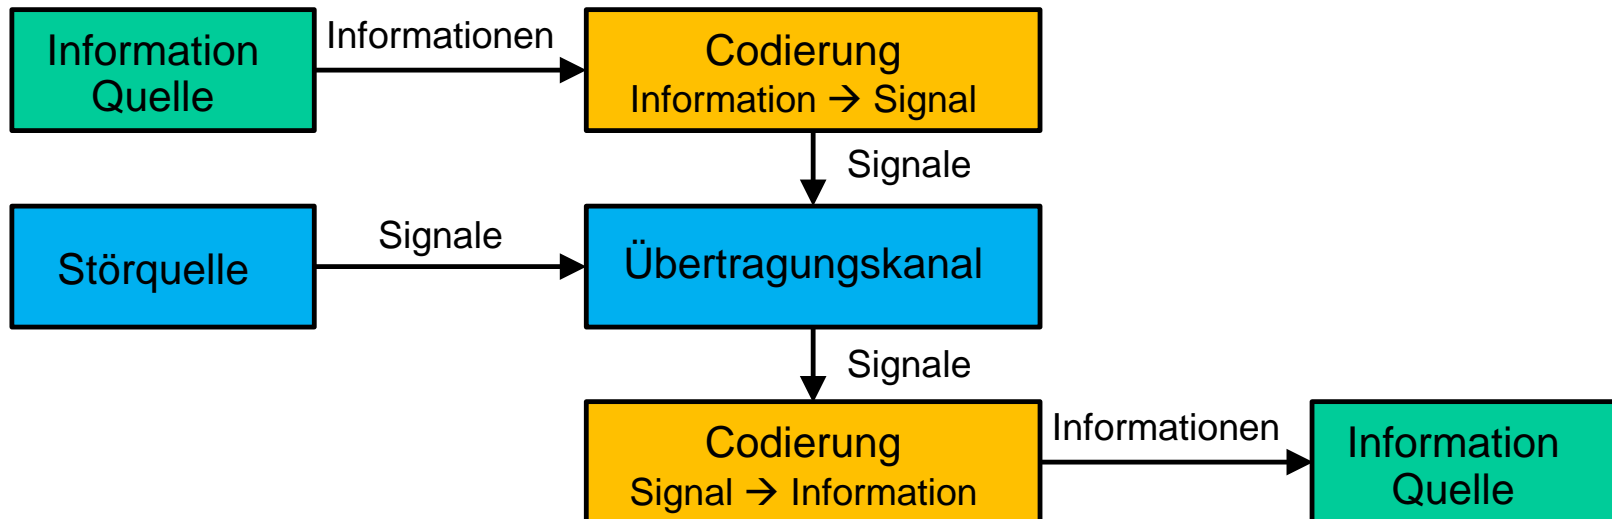 Information
Quelle
Informationen
Codierung
Information → Signal
Signale
Störquelle
Signale
Übertragungskanal
Signale
Codierung
Signal → Information
Informationen
Information
Quelle